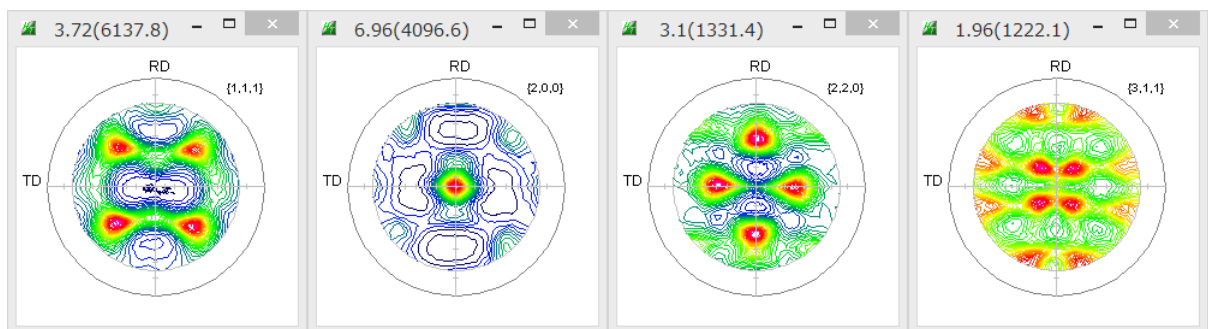 3.72(6137.8)
RD
{1,1,1}
TD
6.96(4096.6)
RD
{2,0,0}
TD
3.1(1331.4)
RD
{2,2,0}
TD
1.96(1222.1)
RD
{3,1,1}
TD